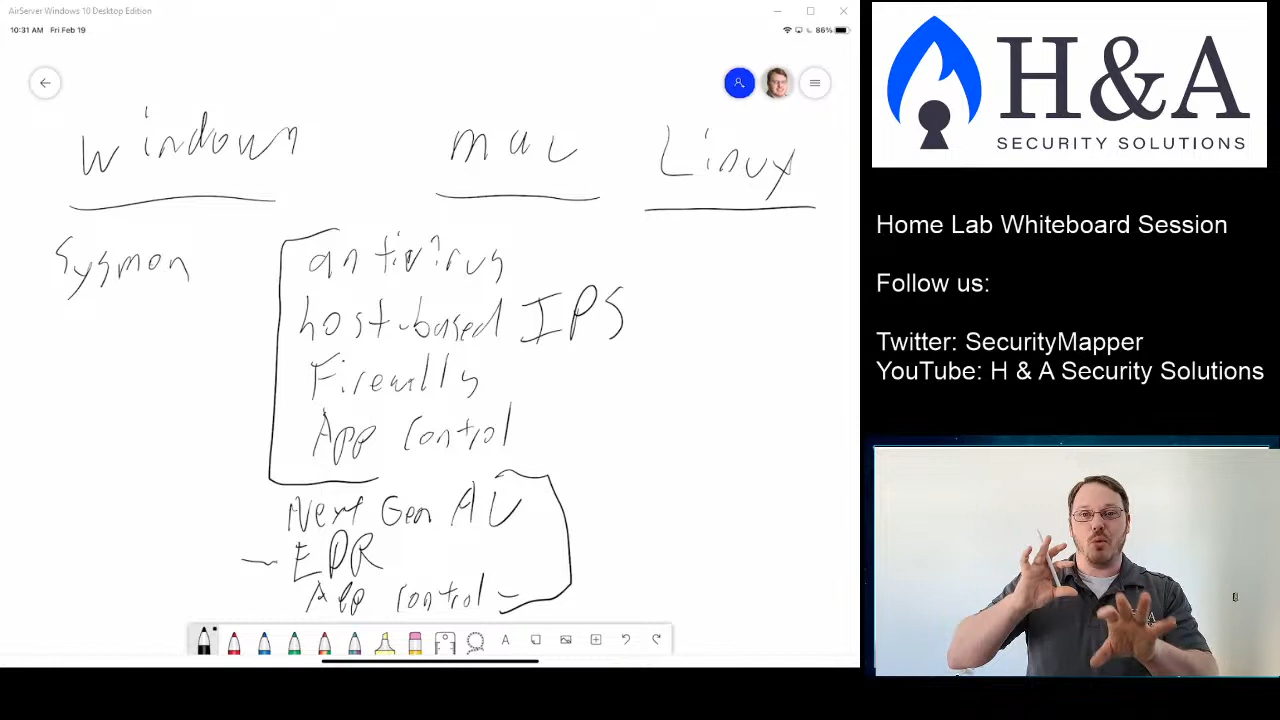 AirServer Windows 10 Desktop Edition
10:31 AM Fri Feb 19
86%
Windows mac Linux
Sysmon
antivirus
host-based IPS
Firewalls
App control
Next Gen AV
- EDR
App control -
A
H&A
SECURITY SOLUTIONS
Home Lab Whiteboard Session
Follow us:
Twitter: SecurityMapper
YouTube: H & A Security Solutions